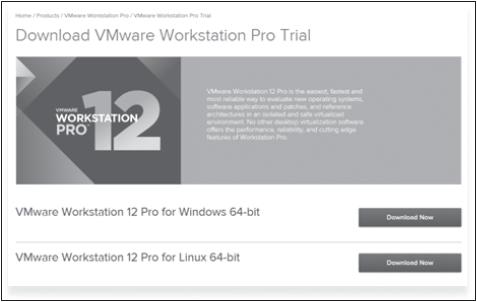 Home / Products / VMware Workstation Pro / VMware Workstation Pro Trial
Download VMware Workstation Pro Trial
VMWARE
WORKSTATION
PRO 12
VMware Workstation 12 Pro is the easiest, fastest and
most reliable way to evaluate new operating systems,
software applications and patches, and reference
architectures in an isolated and safe virtualized
environment. No other desktop virtualization software
offers the performance, reliability, and cutting edge
features of Workstation Pro.
VMware Workstation 12 Pro for Windows 64-bit
Download Now
VMware Workstation 12 Pro for Linux 64-bit
Download Now